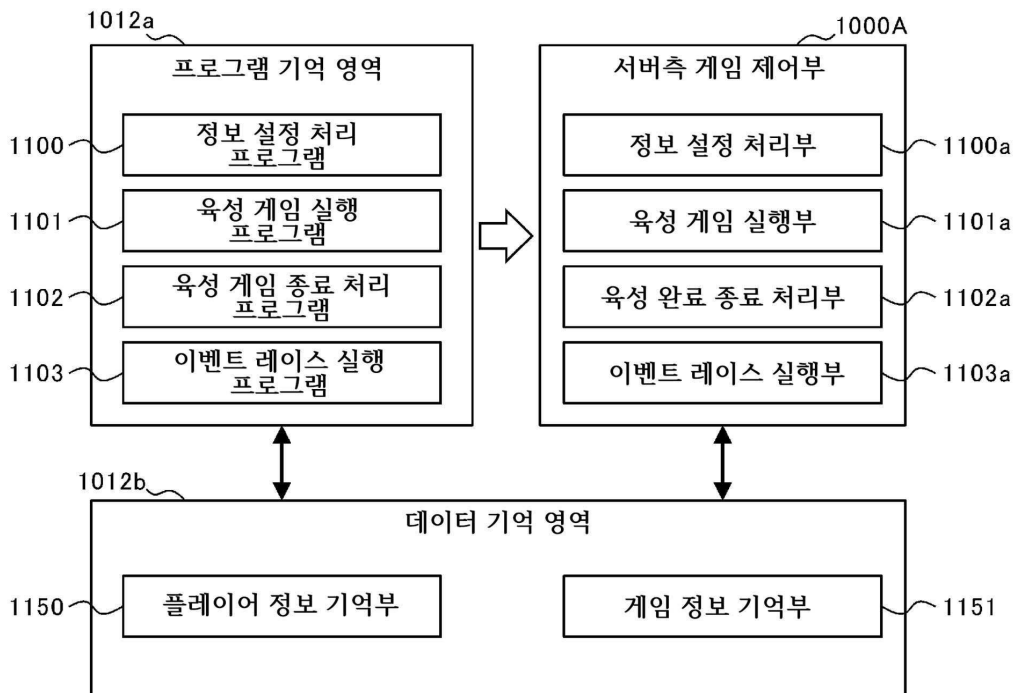 1012a
1000A
프로그램 기억 영역
서버측 게임 제어부
1100
정보 설정 처리
프로그램
정보 설정 처리부
1100a
1101
육성 게임 실행
프로그램
육성 게임 실행부
1101a
1102
육성 게임 종료 처리
프로그램
육성 완료 종료 처리부
1102a
1103
이벤트 레이스 실행
프로그램
이벤트 레이스 실행부
1103a
1012b
데이터 기억 영역
1150
플레이어 정보 기억부
게임 정보 기억부
1151